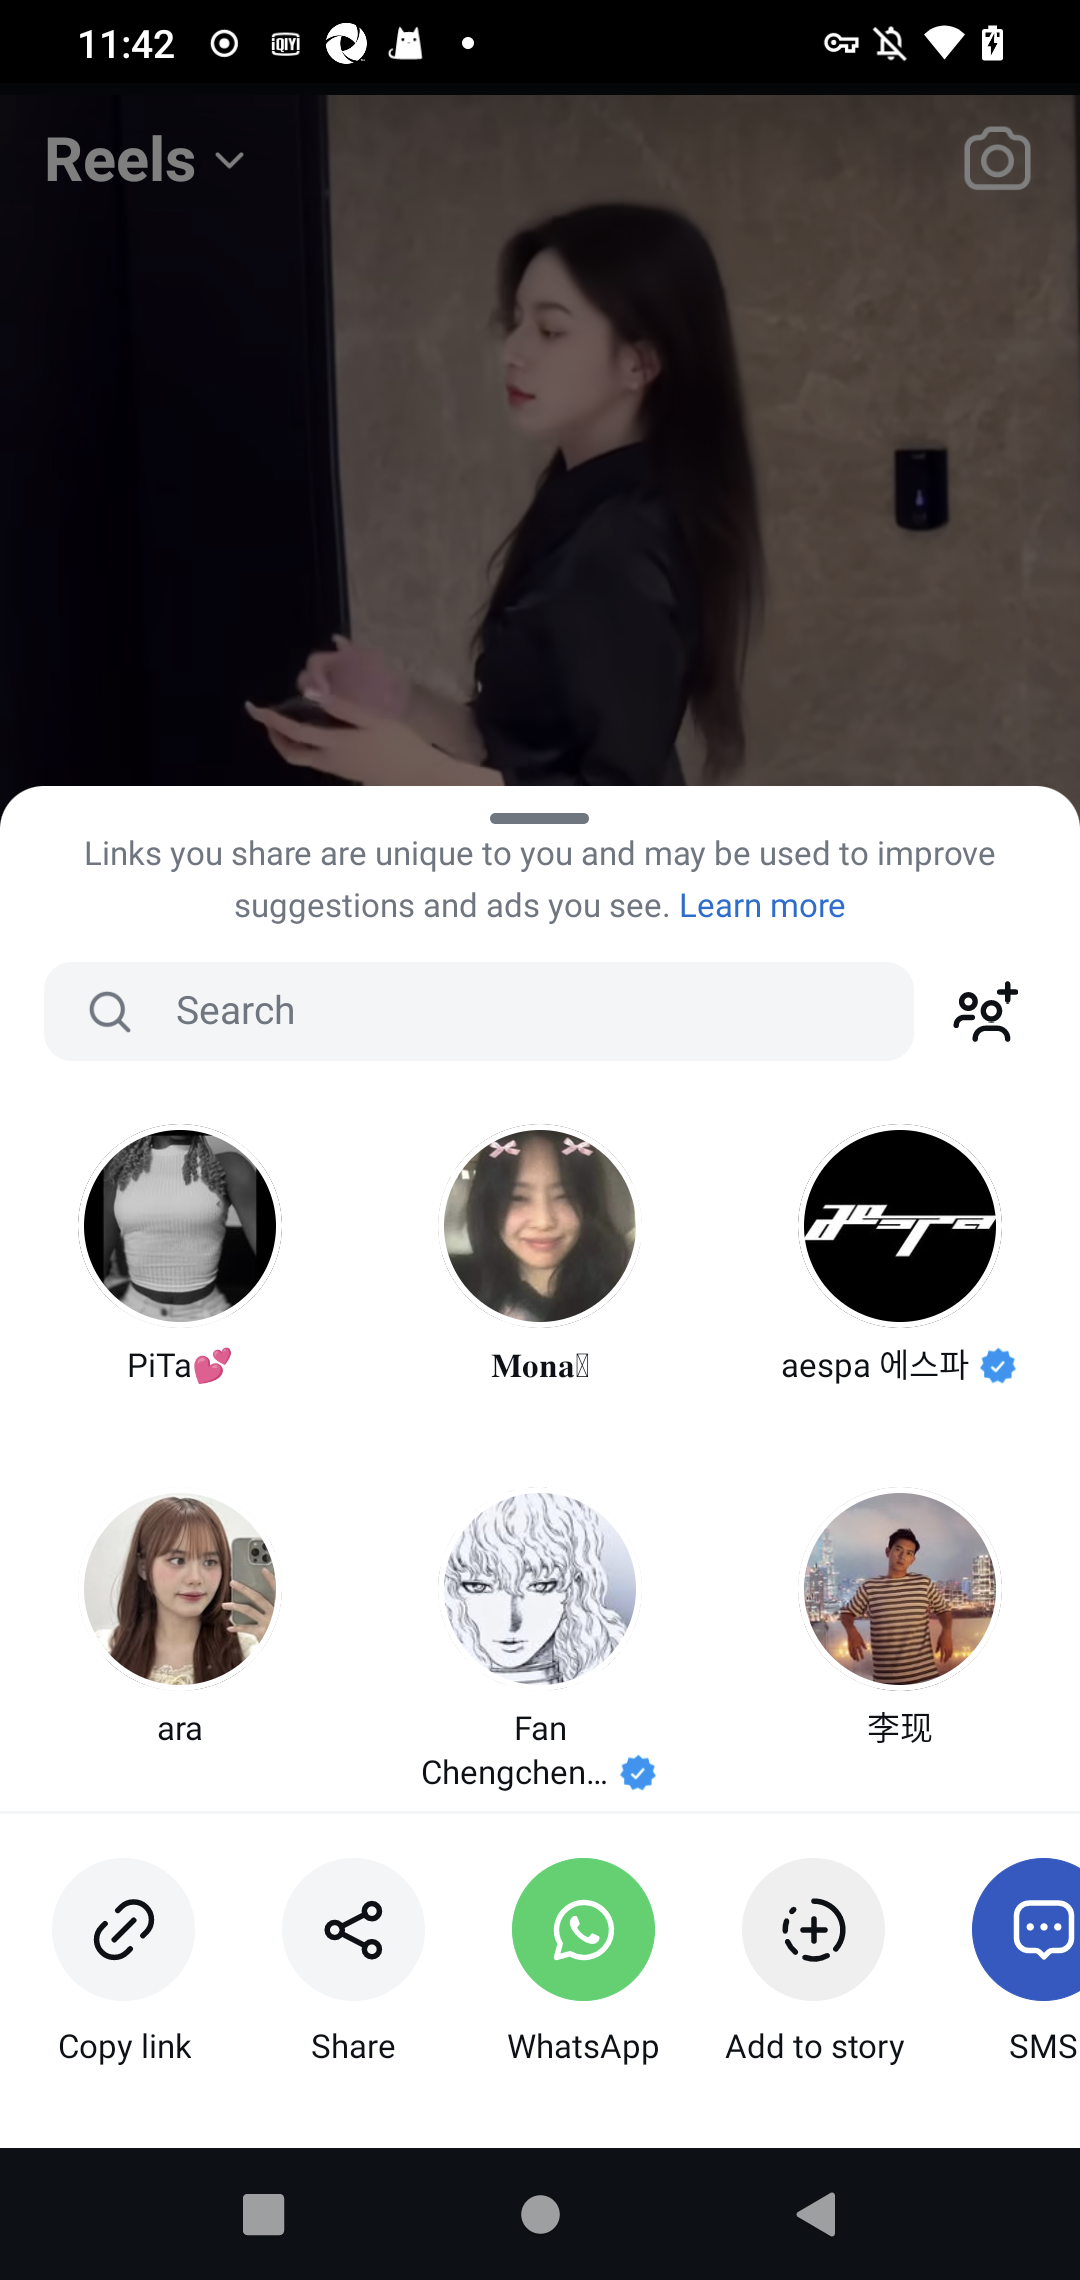 11:42
Reels
Links you share are unique to you and may be used to improve
suggestions and ads you see. Learn more
Search
PiTa💕
𝐌𝐨𝐧𝐚
aespa 에스파
ara
Fan
Chengchen...
李现
Copy link
Share
WhatsApp
Add to story
SMS